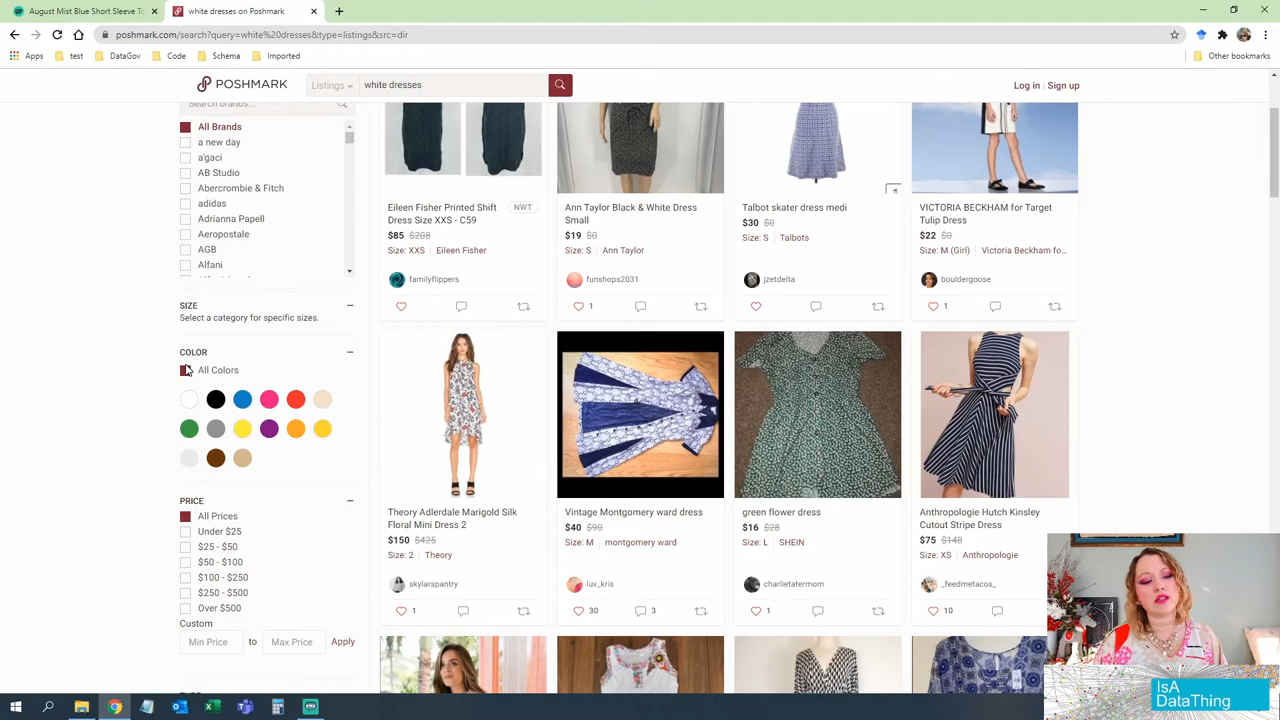 August Mist Blue Short Sleeve To
white dresses on Poshmark
poshmark.com/search?query=white%20dresses&type=listings&src=dir
Apps test DataGov Code Schema Imported Other bookmarks
POSHMARK Listings white dresses Log in | Sign up
Search brands...
All Brands
a new day
a'gaci
AB Studio
Abercrombie & Fitch
adidas
Adrianna Papell
Aeropostale
AGB
Alfani
SIZE
Select a category for specific sizes.
COLOR
All Colors
PRICE
All Prices
Under $25
$25 - $50
$50 - $100
$100 - $250
$250 - $500
Over $500
Custom
Min Price to Max Price Apply
Eileen Fisher Printed Shift NWT
Dress Size XXS - C59
$85 $208
Size: XXS Eileen Fisher
familyflippers
Ann Taylor Black & White Dress
Small
$19 $0
Size: S Ann Taylor
funshops2031
1
Talbot skater dress medi
$30 $0
Size: S Talbots
jzetdelta
VICTORIA BECKHAM for Target
Tulip Dress
$22 $0
Size: M (Girl) Victoria Beckham fo...
bouldergoose
1
Theory Adlerdale Marigold Silk
Floral Mini Dress 2
$150 $425
Size: 2 Theory
skylarspantry
1
Vintage Montgomery ward dress
$40 $90
Size: M montgomery ward
luv_kris
30 3
green flower dress
$16 $28
Size: L SHEIN
charlietatermom
1
Anthropologie Hutch Kinsley
Cutout Stripe Dress
$75 $148
Size: XS Anthropologie
_feedmetacos_
10
IsA
DataThing